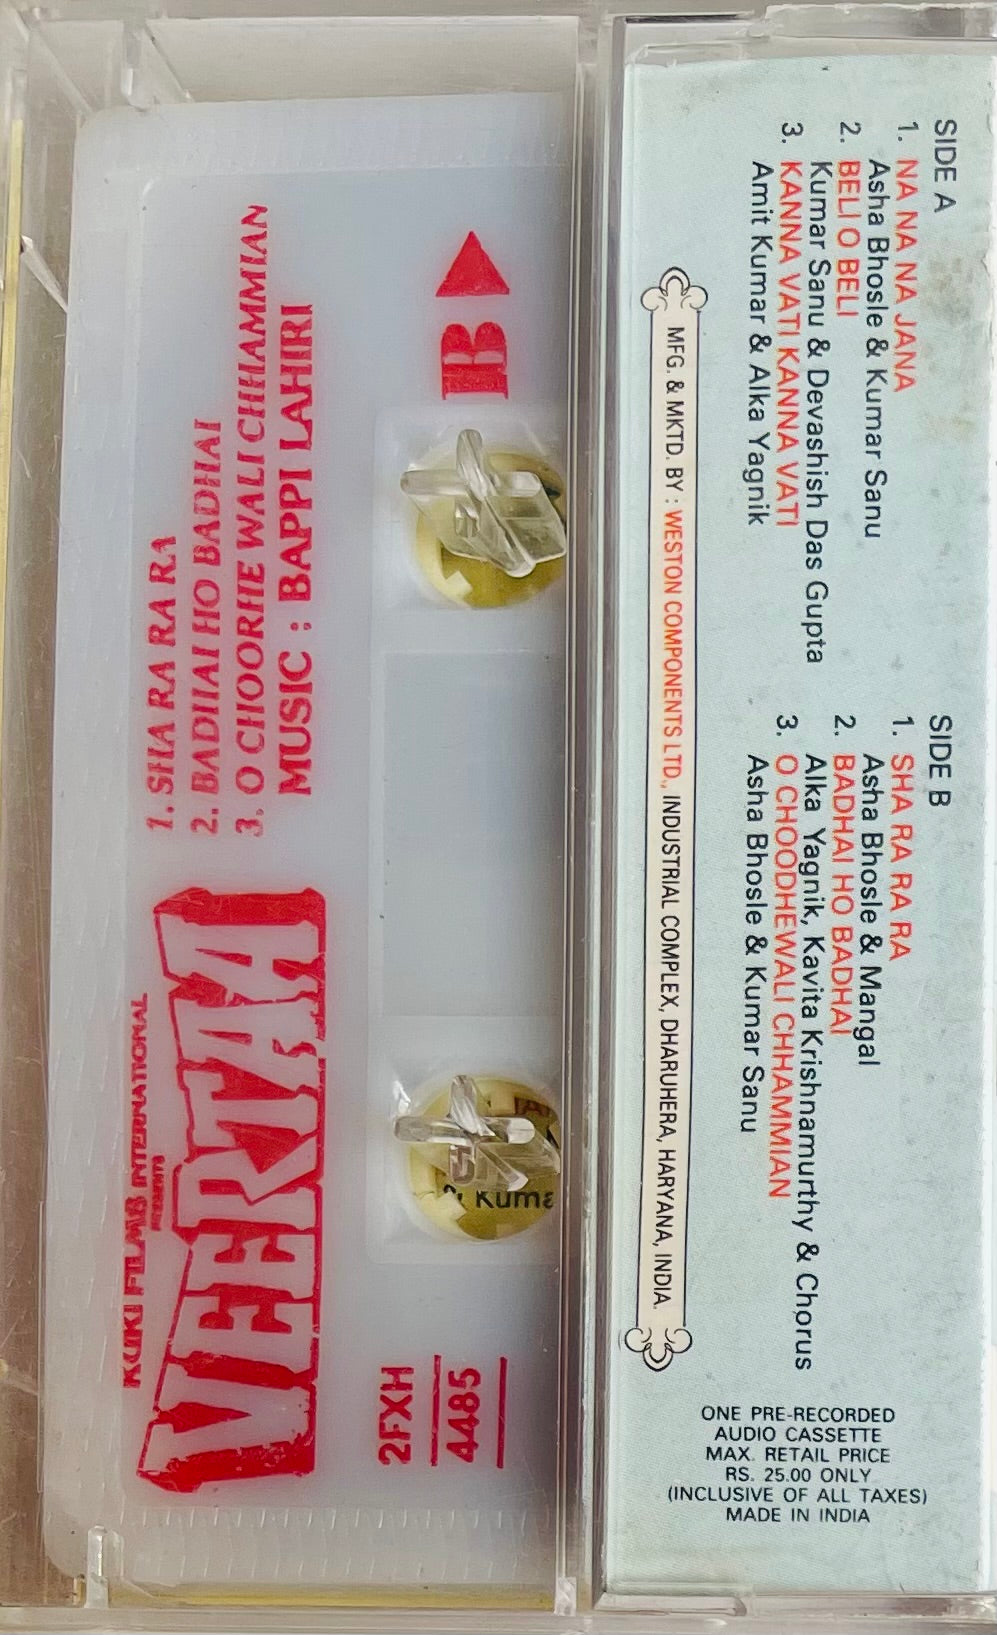 KUKI FILMS INTERNATIONAL
VEERTAA
1. SHA RA RA RA
2. BADHAI HO BADHAI
3. O CHOORHE WALI CHHAMMIAN
MUSIC : BAPPI LAHIRI
B
2FXH
4485
& Kuma
SIDE A
1. NA NA NA JANA
Asha Bhosle & Kumar Sanu
2. BELI O BELI
Kumar Sanu & Devashish Das Gupta
3. KANNA VATI KANNA VATI
Amit Kumar & Alka Yagnik
SIDE B
1. SHA RA RA RA
Asha Bhosle & Mangal
2. BADHAI HO BADHAI
Alka Yagnik, Kavita Krishnamurthy & Chorus
3. O CHOODHEWALI CHHAMMIAN
Asha Bhosle & Kumar Sanu
MFG. & MKTD. BY : WESTON COMPONENTS LTD., INDUSTRIAL COMPLEX, DHARUHERA, HARYANA, INDIA.
ONE PRE-RECORDED
AUDIO CASSETTE
MAX. RETAIL PRICE
RS. 25.00 ONLY
(INCLUSIVE OF ALL TAXES)
MADE IN INDIA